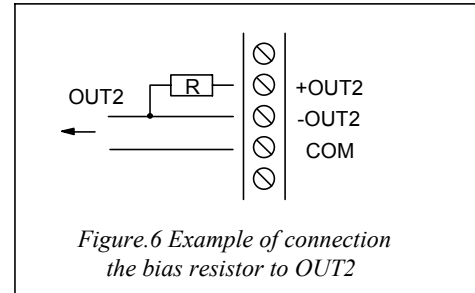 R
+OUT2
OUT2
-OUT2
COM
Figure.6 Example of connection
the bias resistor to OUT2